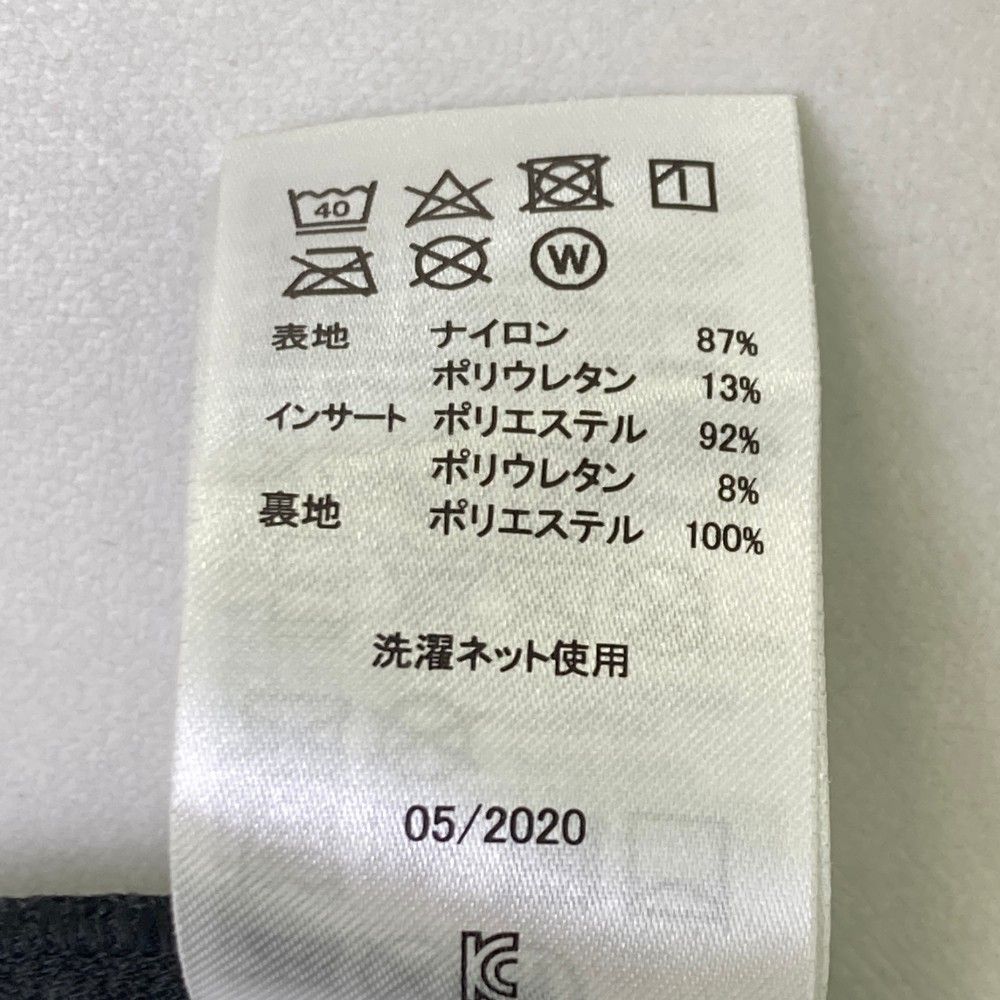 40
W
表地 ナイロン 87%
ポリウレタン 13%
インサート ポリエステル 92%
ポリウレタン 8%
裏地 ポリエステル 100%
洗濯ネット使用
05/2020